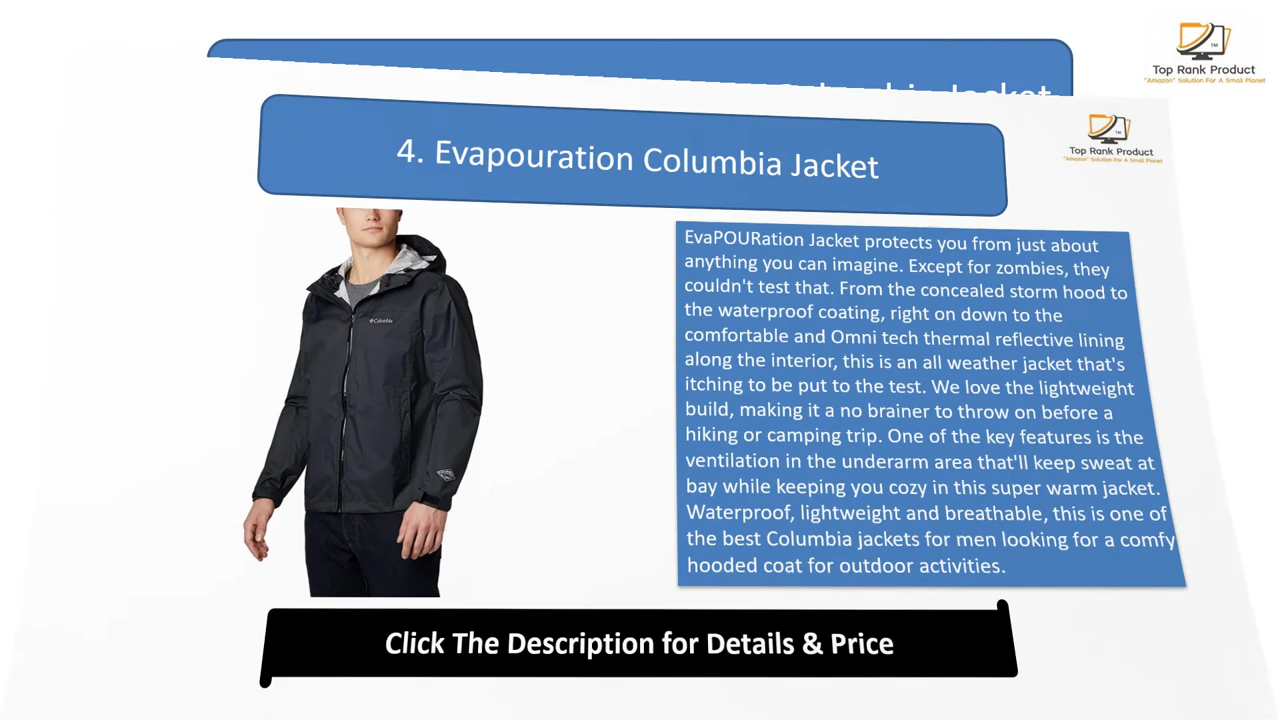 Top Rank Product
"Amazon" Solution For A Small Planet
Jacket
4. Evapouration Columbia Jacket
TM
Top Rank Product
"Amazon" Solution For A Small Planet
Columbia
EvaPOURation Jacket protects you from just about
anything you can imagine. Except for zombies, they
couldn't test that. From the concealed storm hood to
the waterproof coating, right on down to the
comfortable and Omni tech thermal reflective lining
along the interior, this is an all weather jacket that's
itching to be put to the test. We love the lightweight
build, making it a no brainer to throw on before a
hiking or camping trip. One of the key features is the
ventilation in the underarm area that'll keep sweat at
bay while keeping you cozy in this super warm jacket.
Waterproof, lightweight and breathable, this is one of
the best Columbia jackets for men looking for a comfy
hooded coat for outdoor activities.
Click The Description for Details & Price